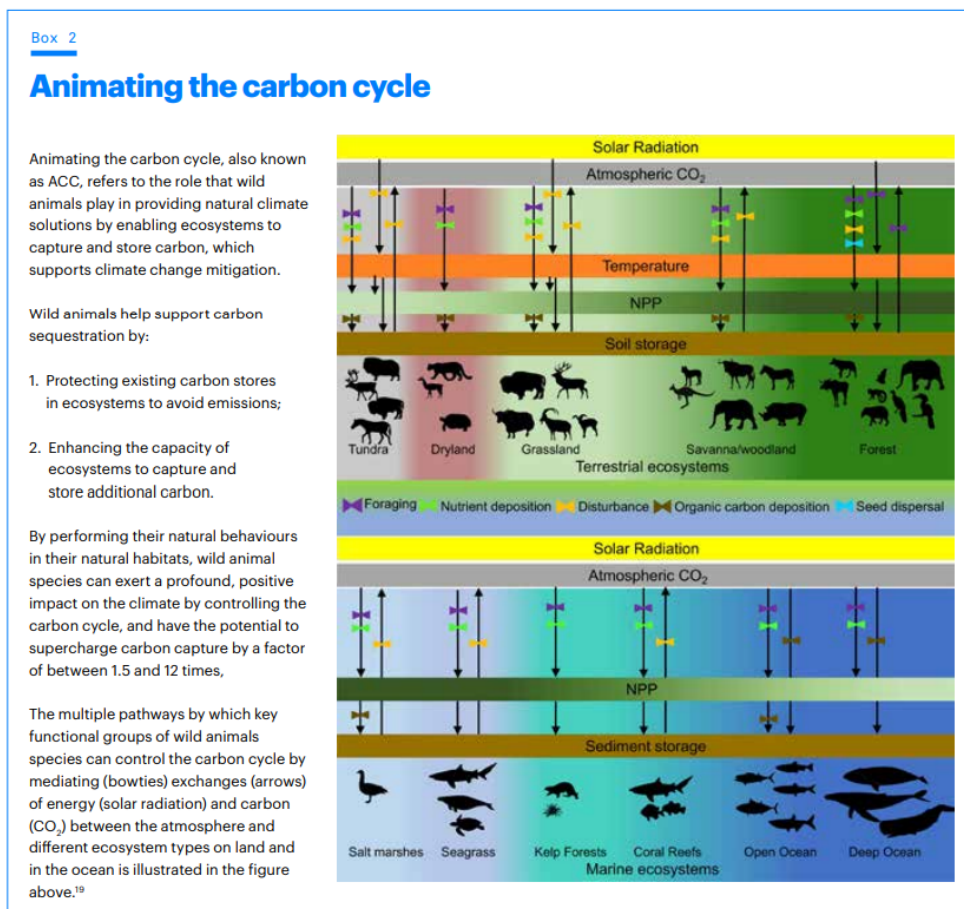 Box 2
Animating the carbon cycle
Animating the carbon cycle, also known
as ACC, refers to the role that wild
animals play in providing natural climate
solutions by enabling ecosystems to
capture and store carbon, which
supports climate change mitigation.
Wild animals help support carbon
sequestration by:
1. Protecting existing carbon stores
in ecosystems to avoid emissions;
2. Enhancing the capacity of
ecosystems to capture and
store additional carbon.
By performing their natural behaviours
in their natural habitats, wild animal
species can exert a profound, positive
impact on the climate by controlling the
carbon cycle, and have the potential to
supercharge carbon capture by a factor
of between 1.5 and 12 times,
The multiple pathways by which key
functional groups of wild animals
species can control the carbon cycle by
mediating (bowties) exchanges (arrows)
of energy (solar radiation) and carbon
(CO₂) between the atmosphere and
different ecosystem types on land and
in the ocean is illustrated in the figure
above.¹⁹
Solar Radiation
Atmospheric CO₂
Temperature
NPP
Soil storage
Tundra Dryland Grassland Savanna/woodland Forest
Terrestrial ecosystems
Foraging Nutrient deposition Disturbance Organic carbon deposition Seed dispersal
Solar Radiation
Atmospheric CO₂
NPP
Sediment storage
Salt marshes Seagrass Kelp Forests Coral Reefs Open Ocean Deep Ocean
Marine ecosystems